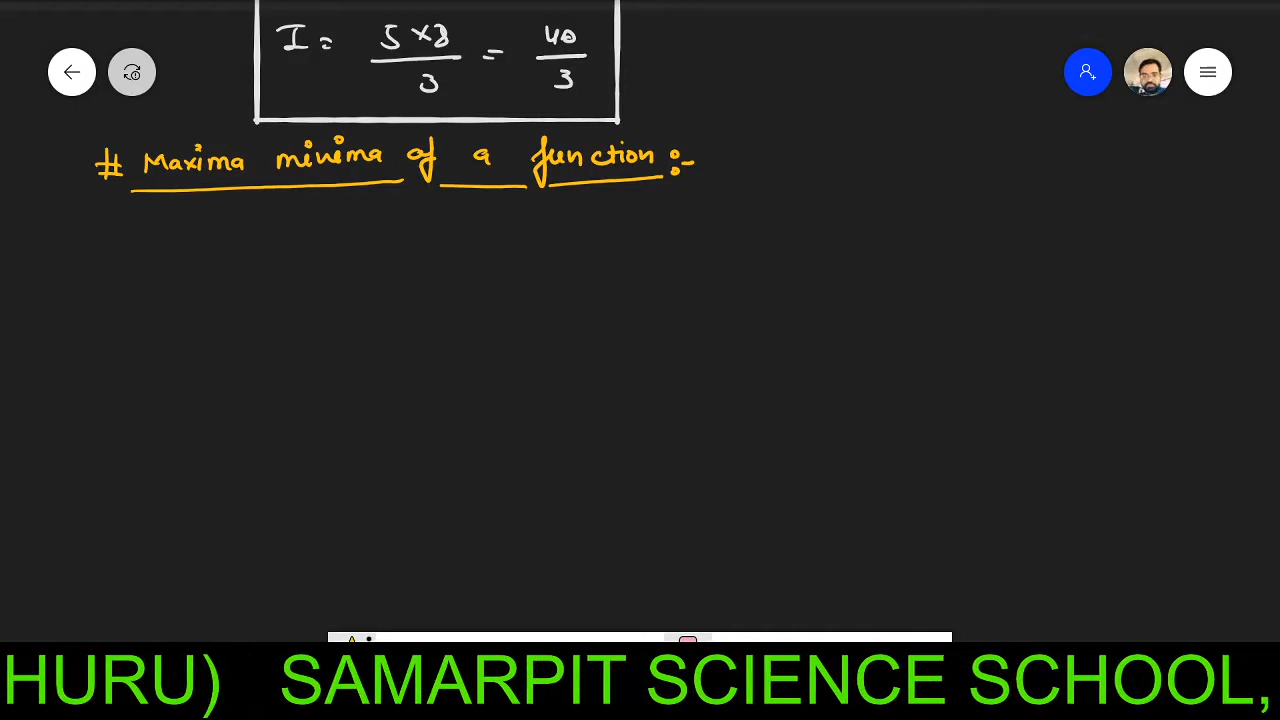 I = 5 × 8 / 3 = 40 / 3
# Maxima minima of a function :-
HURU) SAMARPIT SCIENCE SCHOOL,